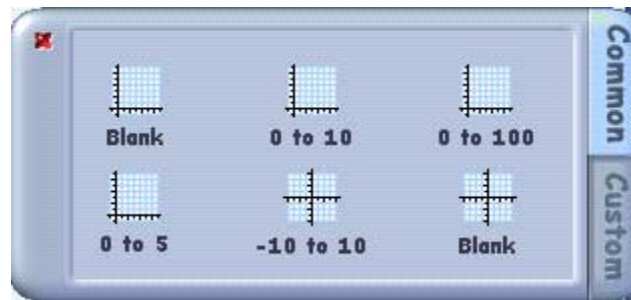 Blank
0 to 10
0 to 100
0 to 5
-10 to 10
Blank
Common
Custom